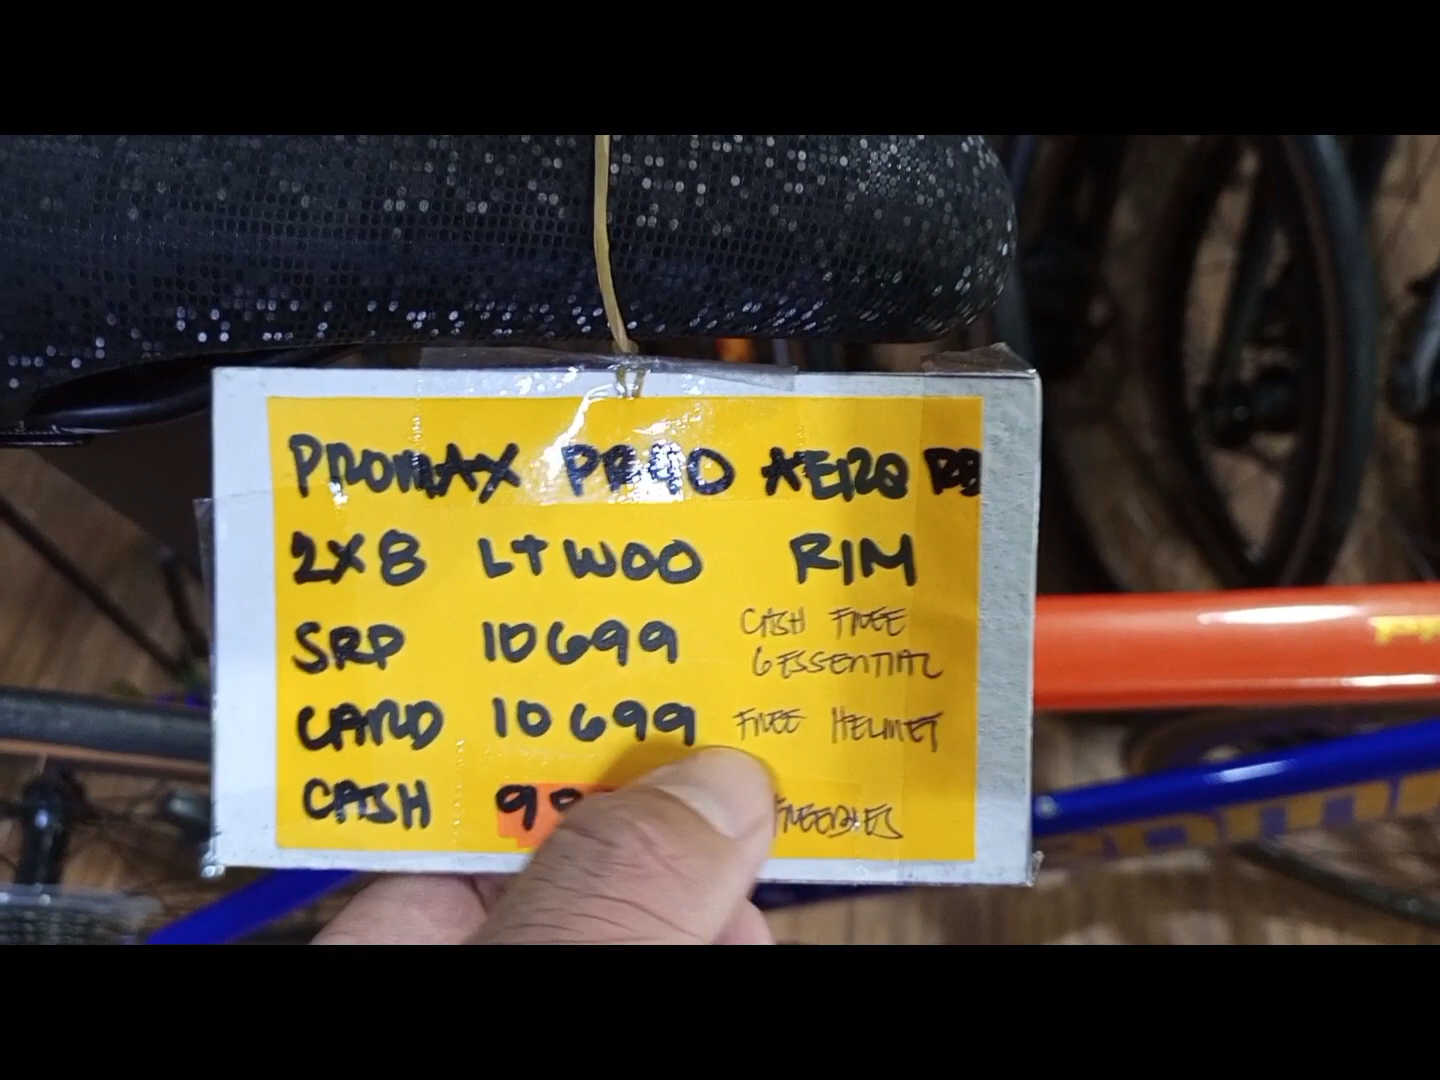 PROMAX PR40 AERO RB
2X8 LTWOO RIM
SRP 10699 CASH FREE
6 ESSENTIAL
CARD 10699 FREE HELMET
CASH FREEBIES